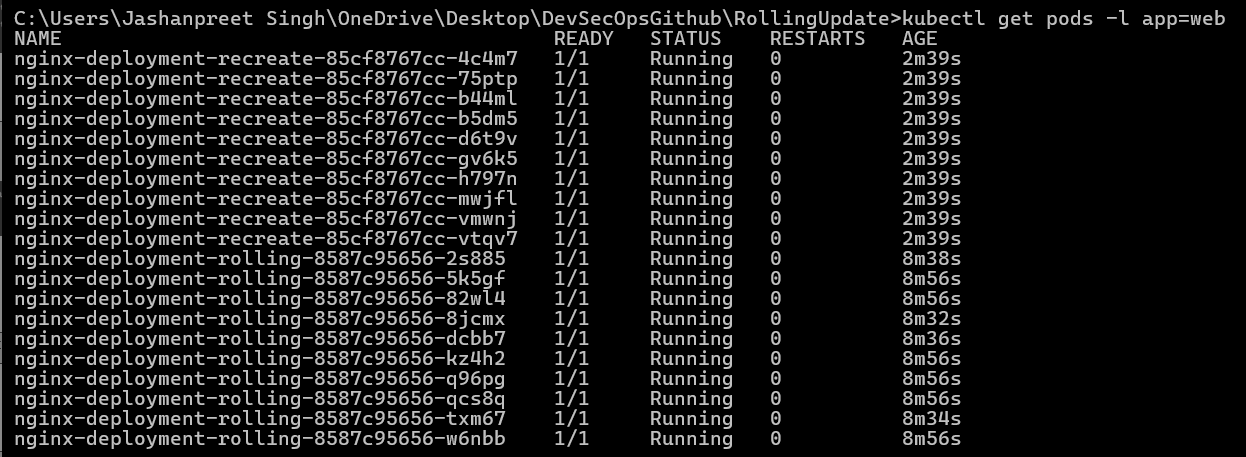 C:\Users\Jashanpreet Singh\OneDrive\Desktop\DevSecOpsGithub\RollingUpdate>kubectl get pods -l app=web
NAME READY STATUS RESTARTS AGE
nginx-deployment-recreate-85cf8767cc-4c4m7 1/1 Running 0 2m39s
nginx-deployment-recreate-85cf8767cc-75ptp 1/1 Running 0 2m39s
nginx-deployment-recreate-85cf8767cc-b44ml 1/1 Running 0 2m39s
nginx-deployment-recreate-85cf8767cc-b5dm5 1/1 Running 0 2m39s
nginx-deployment-recreate-85cf8767cc-d6t9v 1/1 Running 0 2m39s
nginx-deployment-recreate-85cf8767cc-gv6k5 1/1 Running 0 2m39s
nginx-deployment-recreate-85cf8767cc-h797n 1/1 Running 0 2m39s
nginx-deployment-recreate-85cf8767cc-mwjfl 1/1 Running 0 2m39s
nginx-deployment-recreate-85cf8767cc-vmwnj 1/1 Running 0 2m39s
nginx-deployment-recreate-85cf8767cc-vtqv7 1/1 Running 0 2m39s
nginx-deployment-rolling-8587c95656-2s885 1/1 Running 0 8m38s
nginx-deployment-rolling-8587c95656-5k5gf 1/1 Running 0 8m56s
nginx-deployment-rolling-8587c95656-82wl4 1/1 Running 0 8m56s
nginx-deployment-rolling-8587c95656-8jcmx 1/1 Running 0 8m32s
nginx-deployment-rolling-8587c95656-dcbb7 1/1 Running 0 8m36s
nginx-deployment-rolling-8587c95656-kz4h2 1/1 Running 0 8m56s
nginx-deployment-rolling-8587c95656-q96pg 1/1 Running 0 8m56s
nginx-deployment-rolling-8587c95656-qcs8q 1/1 Running 0 8m56s
nginx-deployment-rolling-8587c95656-txm67 1/1 Running 0 8m34s
nginx-deployment-rolling-8587c95656-w6nbb 1/1 Running 0 8m56s